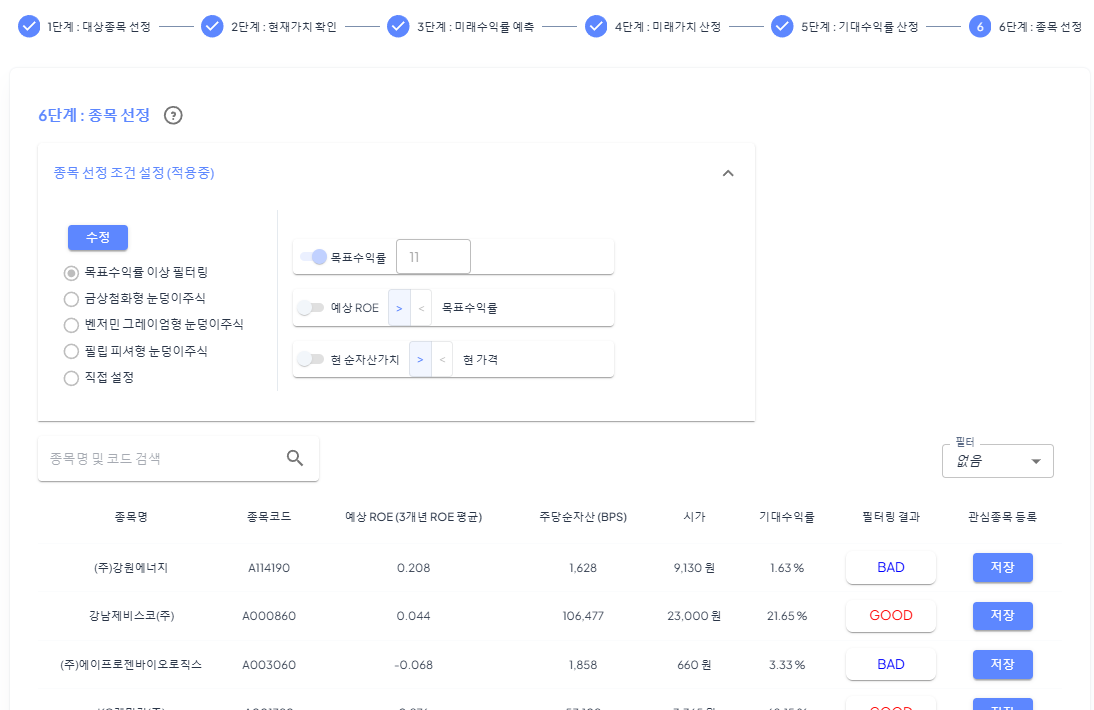 1단계 : 대상종목 선정
2단계 : 현재가치 확인
3단계 : 미래수익률 예측
4단계 : 미래가치 산정
5단계 : 기대수익률 산정
6 6단계 : 종목 선정
6단계 : 종목 선정 ?
종목 선정 조건 설정 (적용중)
수정
목표수익률 이상 필터링
금상첨화형 눈덩이주식
벤저민 그레이엄형 눈덩이주식
필립 피셔형 눈덩이주식
직접 설정
목표수익률 11
예상 ROE > < 목표수익률
현 순자산가치 > < 현 가격
종목명 및 코드 검색
필터
없음
종목명 종목코드 예상 ROE (3개년 ROE 평균) 주당순자산 (BPS) 시가 기대수익률 필터링 결과 관심종목 등록
(주)강원에너지 A114190 0.208 1,628 9,130 원 1.63 % BAD 저장
강남제비스코(주) A000860 0.044 106,477 23,000 원 21.65 % GOOD 저장
(주)에이프로젠바이오로직스 A003060 -0.068 1,858 660 원 3.33 % BAD 저장
GOOD 저장